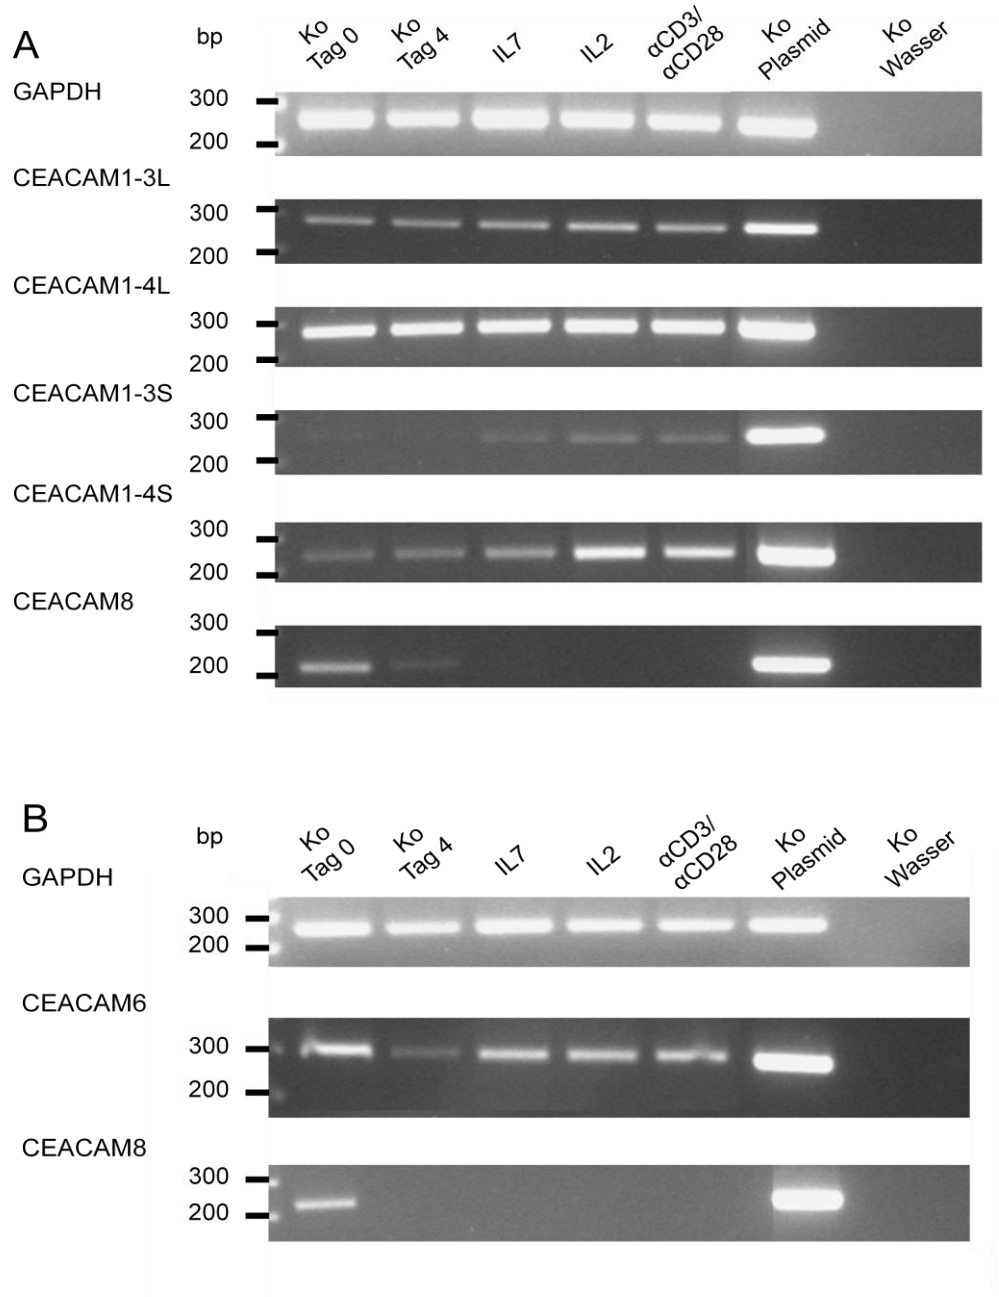 A
bp
Ko
Tag 0
Ko
Tag 4
IL7
IL2
αCD3/
αCD28
Ko
Plasmid
Ko
Wasser
GAPDH
300
200
CEACAM1-3L
300
200
CEACAM1-4L
300
200
CEACAM1-3S
300
200
CEACAM1-4S
300
200
CEACAM8
300
200
B
bp
Ko
Tag 0
Ko
Tag 4
IL7
IL2
αCD3/
αCD28
Ko
Plasmid
Ko
Wasser
GAPDH
300
200
CEACAM6
300
200
CEACAM8
300
200